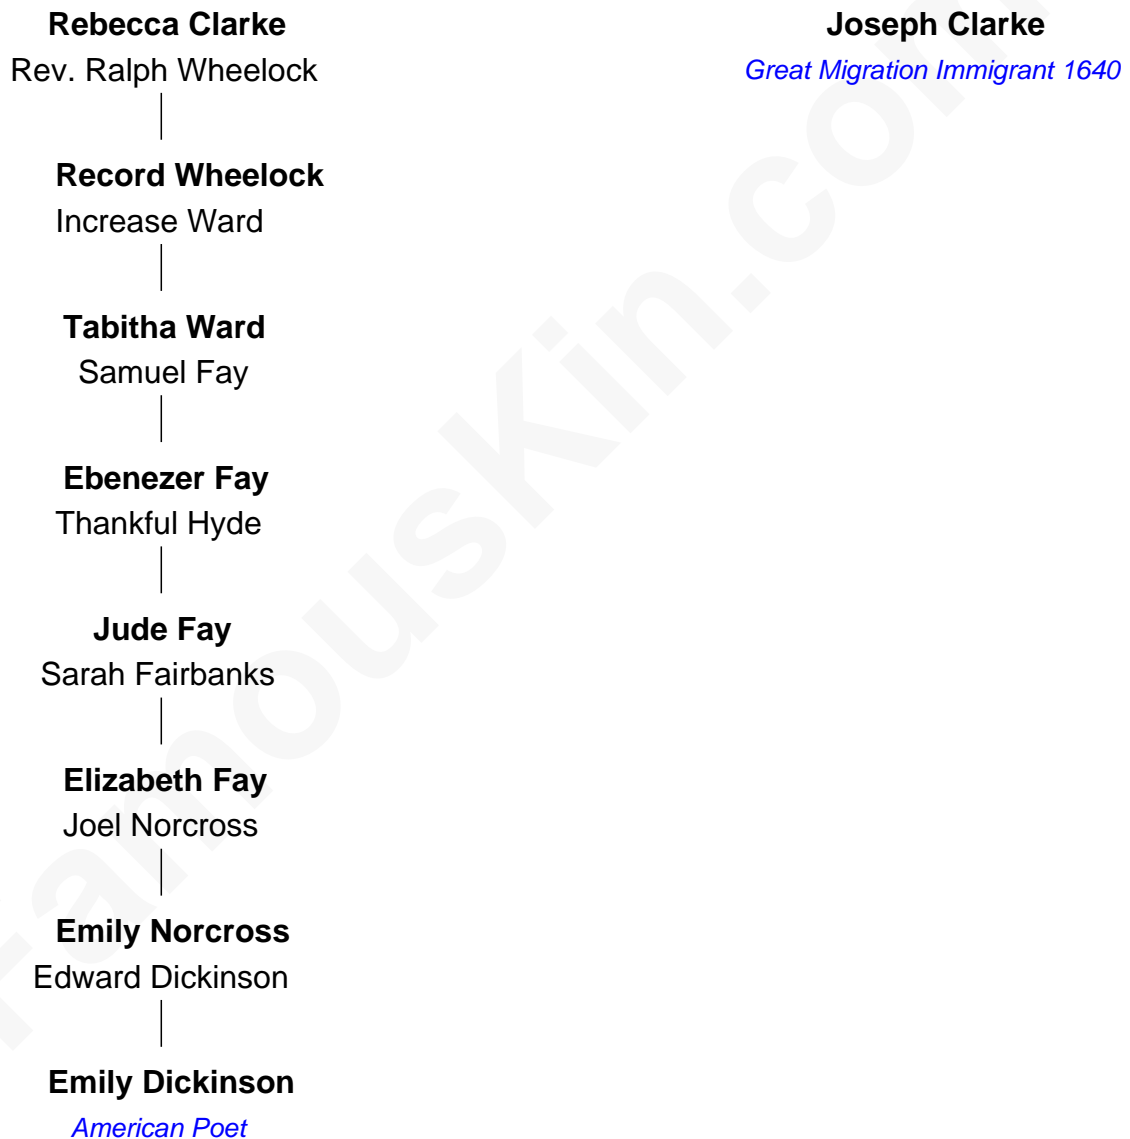 Rebecca Clarke
Rev. Ralph Wheelock
Joseph Clarke
Great Migration Immigrant 1640
Record Wheelock
Increase Ward
Tabitha Ward
Samuel Fay
Ebenezer Fay
Thankful Hyde
Jude Fay
Sarah Fairbanks
Elizabeth Fay
Joel Norcross
Emily Norcross
Edward Dickinson
Emily Dickinson
American Poet
FamousKin.com